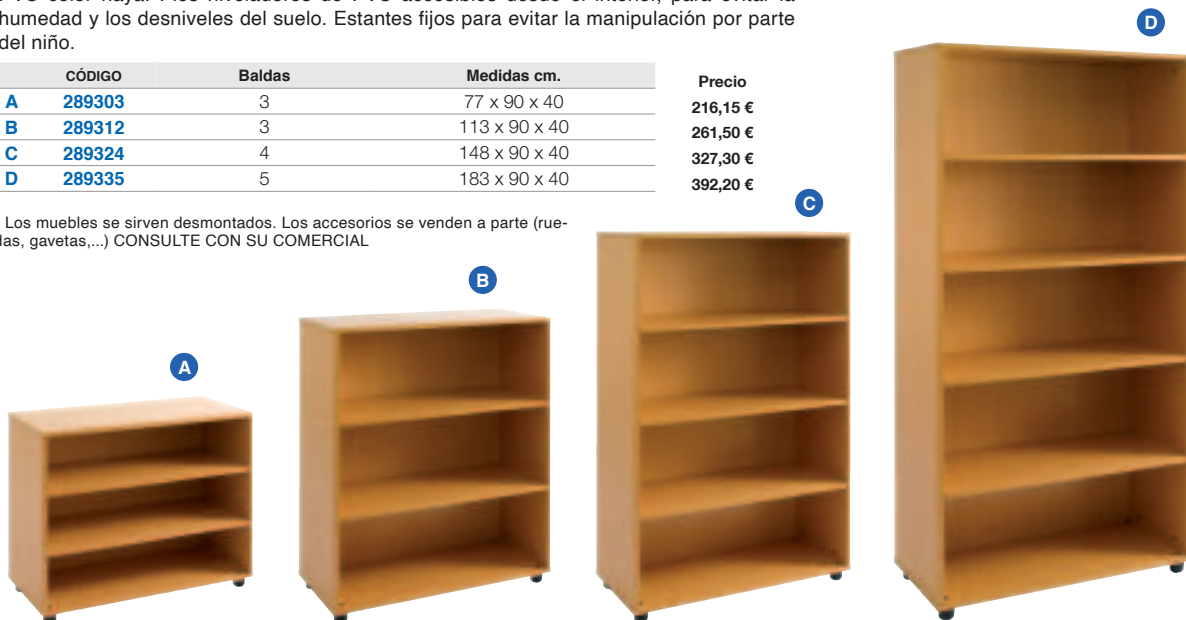 humedad y los desniveles del suelo. Estantes fijos para evitar la manipulación por parte
del niño.
CÓDIGO Baldas Medidas cm. Precio
A 289303 3 77 x 90 x 40 216,15 €
B 289312 3 113 x 90 x 40 261,50 €
C 289324 4 148 x 90 x 40 327,30 €
D 289335 5 183 x 90 x 40 392,20 €
Los muebles se sirven desmontados. Los accesorios se venden a parte (rue-
das, gavetas,...) CONSULTE CON SU COMERCIAL
A
B
C
D